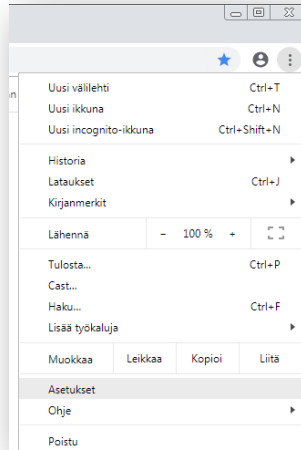 Uusi välilehti Ctrl+T
Uusi ikkuna Ctrl+N
Uusi incognito-ikkuna Ctrl+Shift+N
Historia
Lataukset Ctrl+J
Kirjanmerkit
Lähennä - 100 % +
Tulosta... Ctrl+P
Cast...
Haku... Ctrl+F
Lisää työkaluja
Muokkaa Leikkaa Kopioi Liitä
Asetukset
Ohje
Poistu